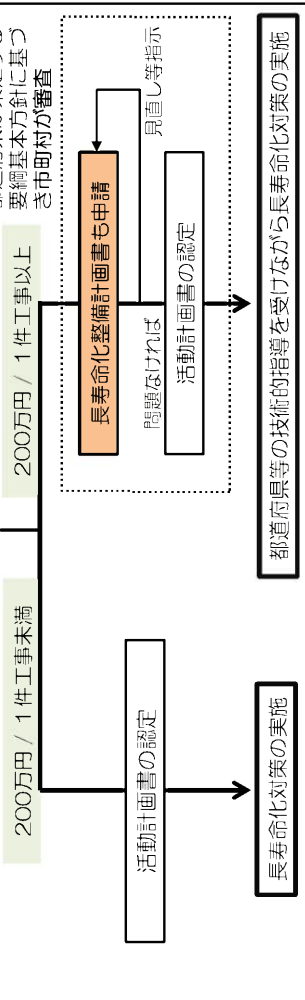 要綱基本方針に基づ
き市町村が審査
200万円 / 1件工事未満
200万円 / 1件工事以上
長寿命化整備計画書も申請
見直し等指示
問題なければ
活動計画書の認定
活動計画書の認定
長寿命化対策の実施
都道府県等の技術的指導を受けながら長寿命化対策の実施